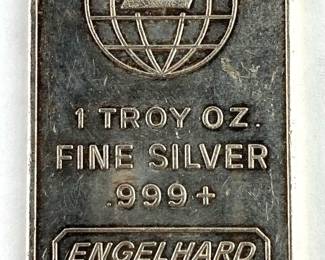 1 TROY OZ.
FINE SILVER
.999+
ENGELHARD